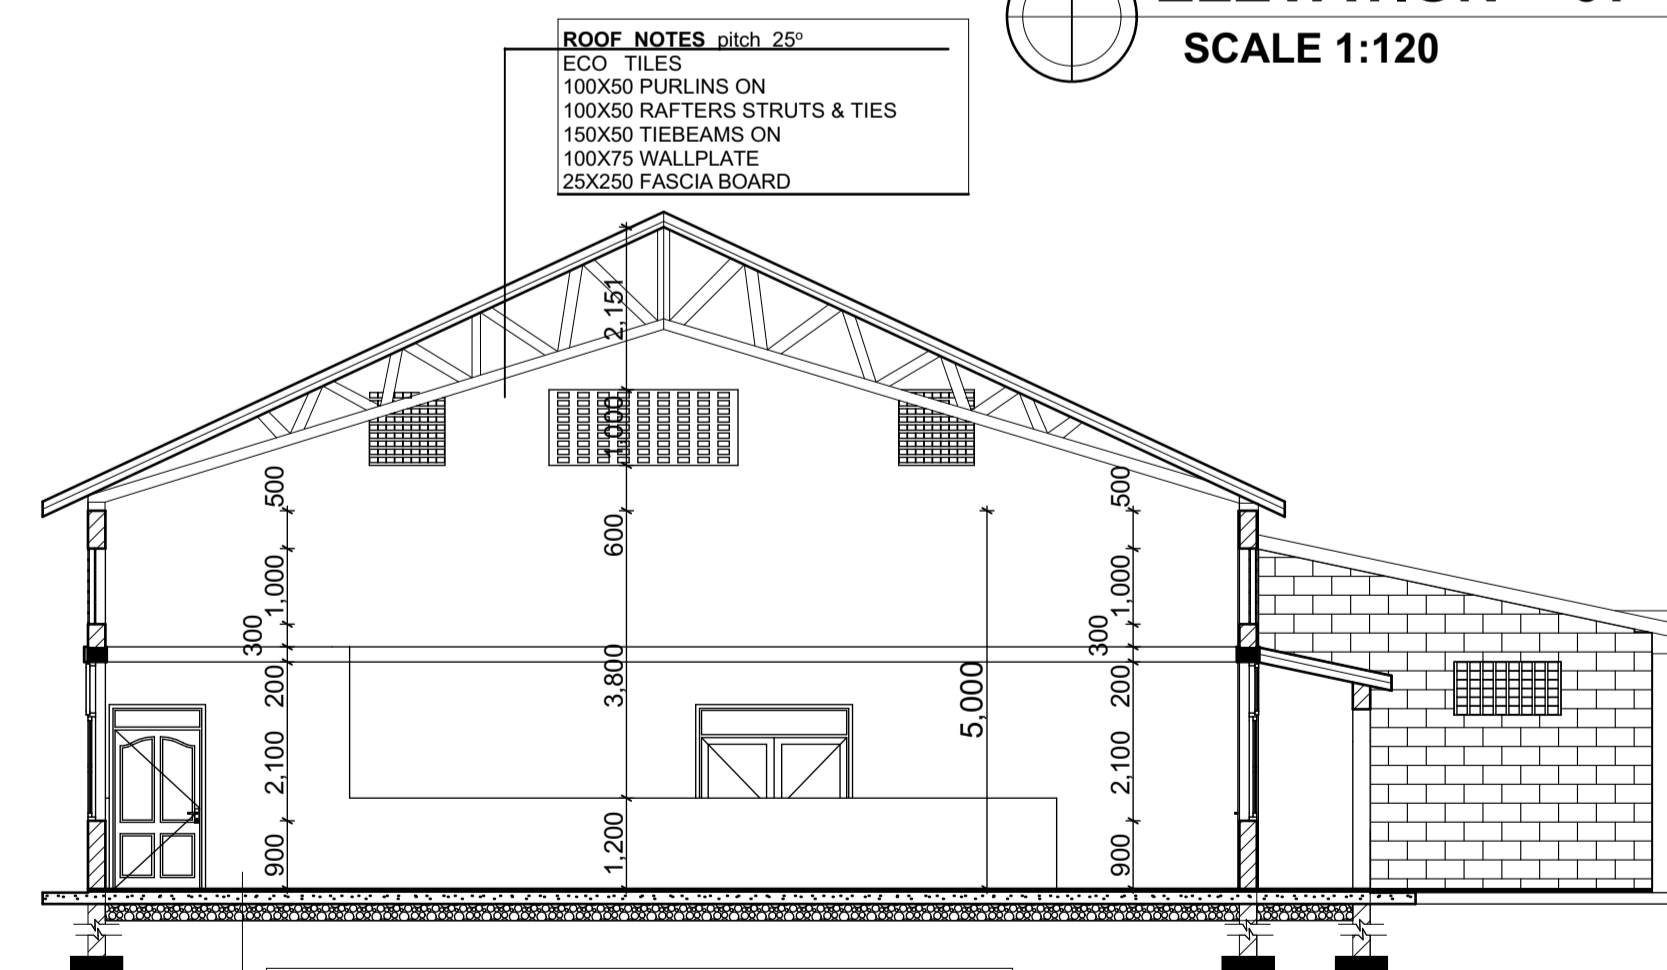 ROOF NOTES pitch 25º
ECO TILES
100X50 PURLINS ON
100X50 RAFTERS STRUTS & TIES
150X50 TIEBEAMS ON
100X75 WALLPLATE
25X250 FASCIA BOARD
SCALE 1:120
2,151
1,000
600
3,800
1,200
500
1,000
300
200
2,100
900
5,000
500
1,000
300
200
2,100
900